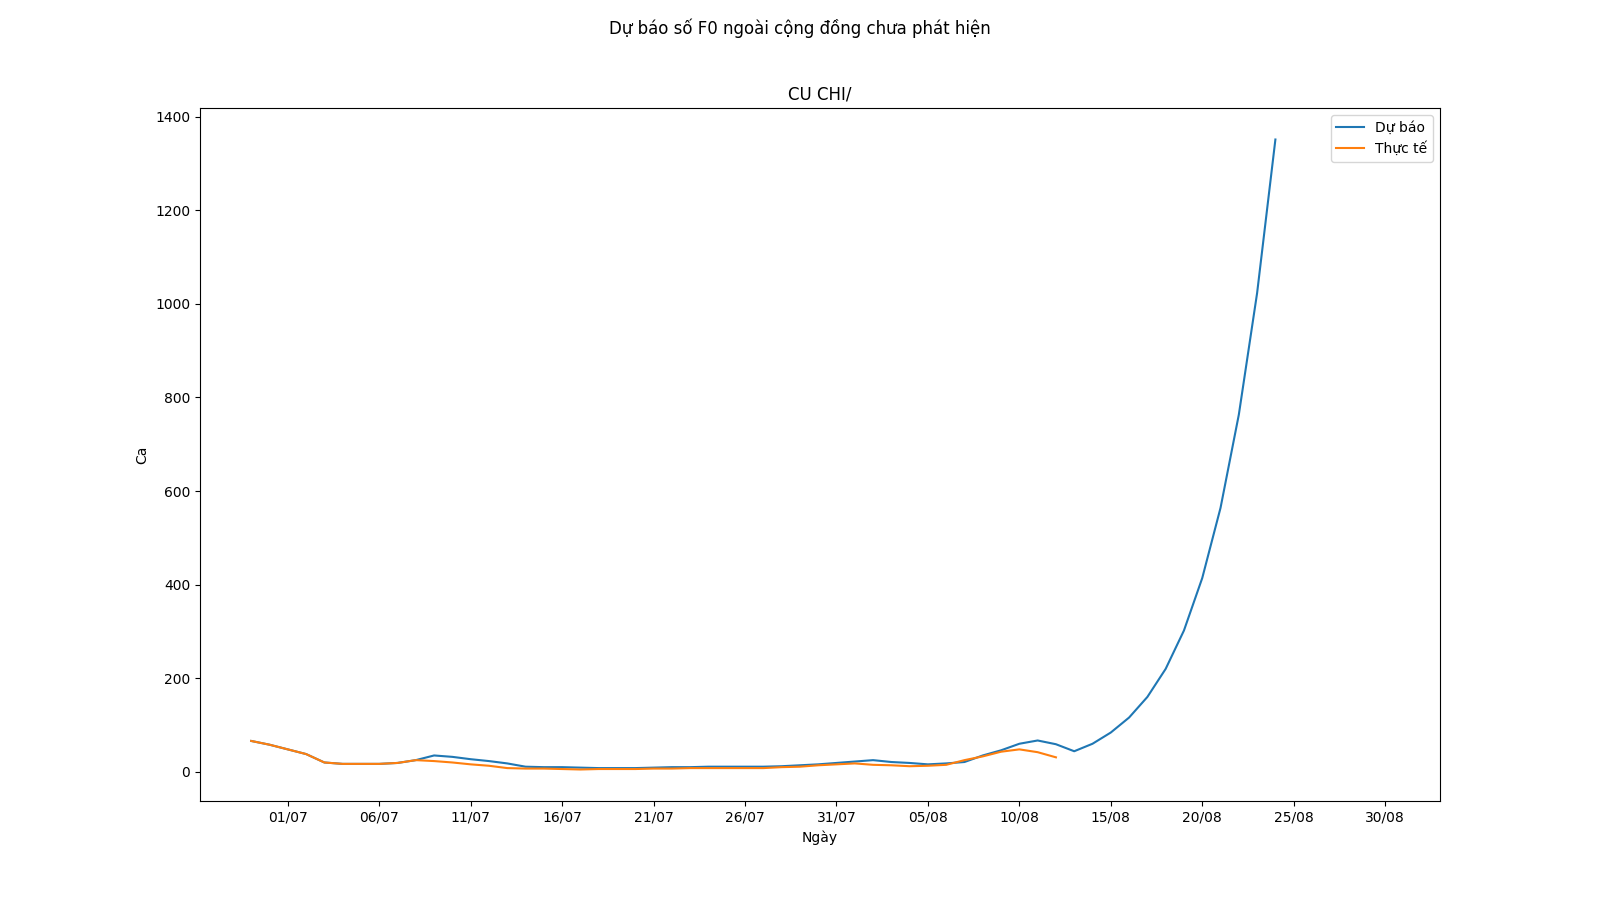 Dự báo số F0 ngoài cộng đồng chưa phát hiện
CU CHI/
1400
1200
1000
800
600
400
200
0
Ca
Dự báo
Thực tế
01/07 06/07 11/07 16/07 21/07 26/07 31/07 05/08 10/08 15/08 20/08 25/08 30/08
Ngày